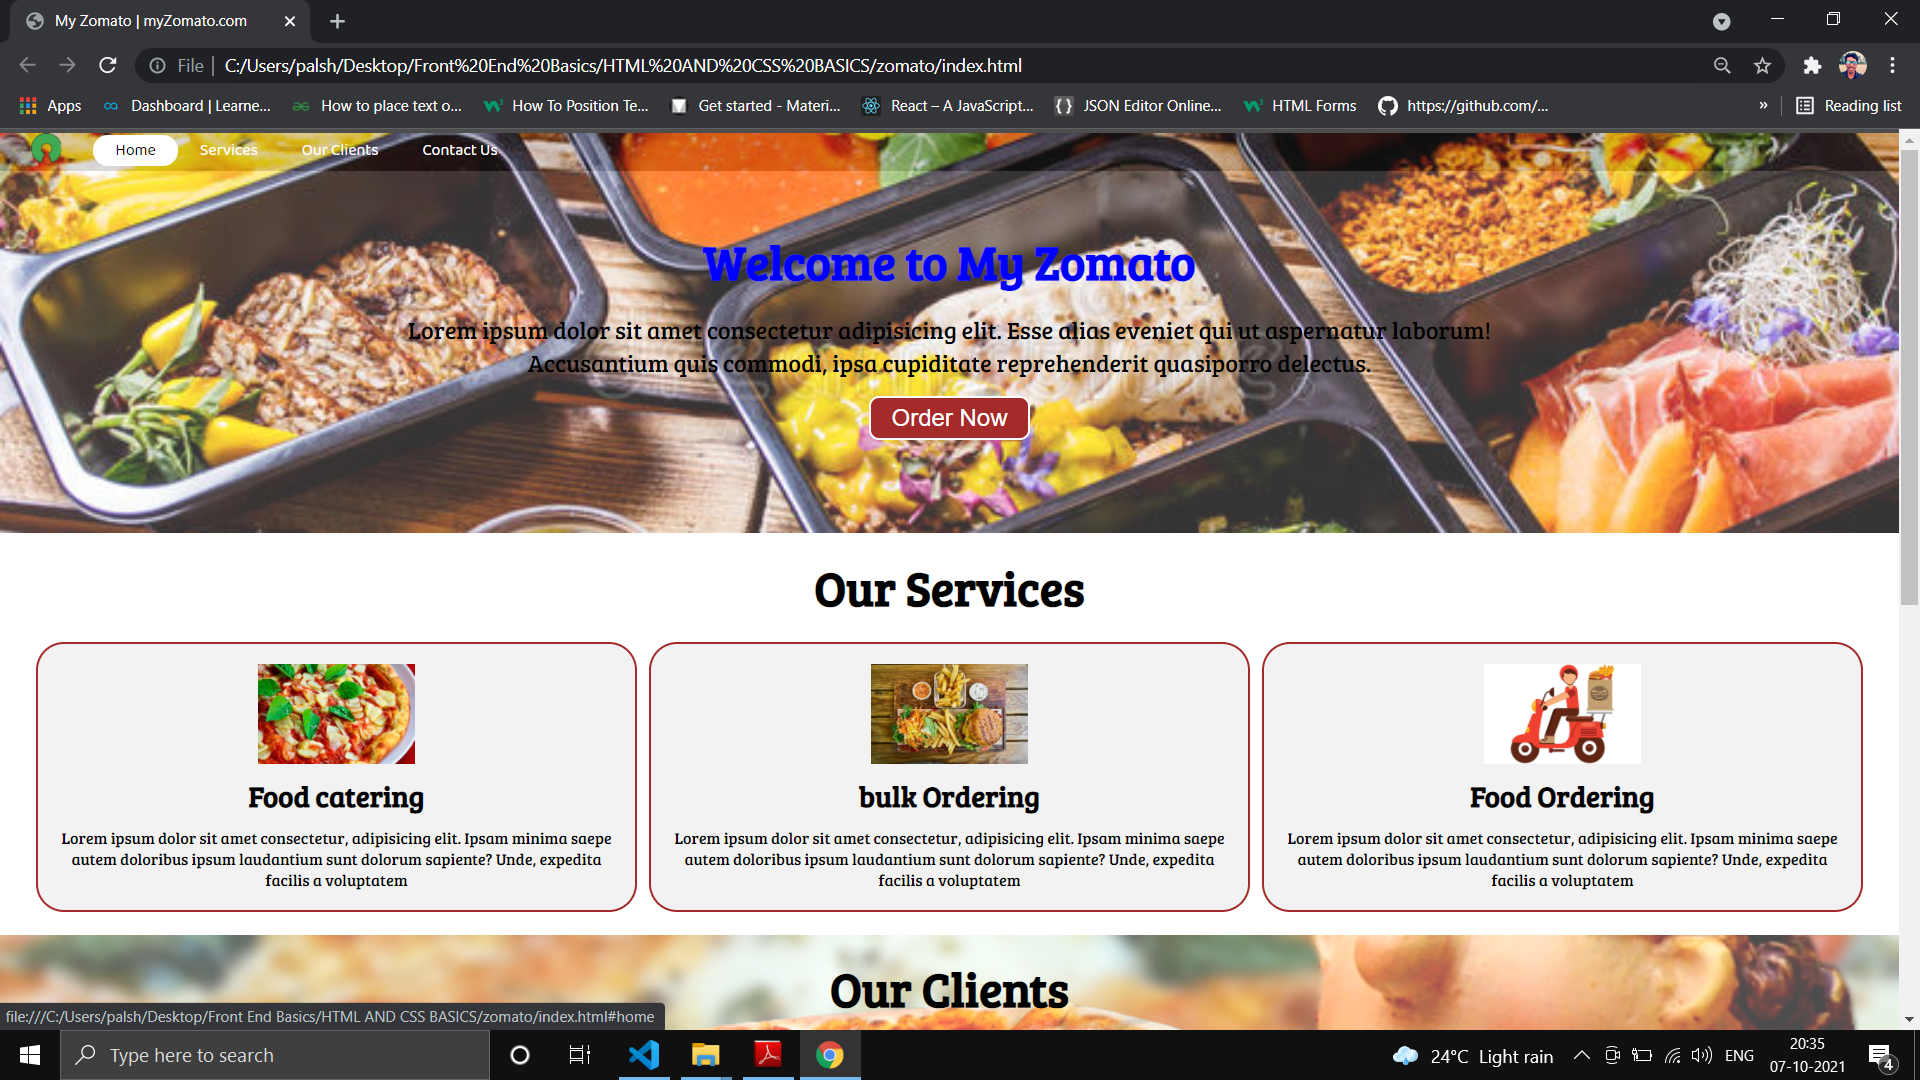 My Zomato | myZomato.com
File | C:/Users/palsh/Desktop/Front%20End%20Basics/HTML%20AND%20CSS%20BASICS/zomato/index.html
Apps Dashboard | Learne... How to place text o... How To Position Te... Get started - Materi... React – A JavaScript... JSON Editor Online... HTML Forms https://github.com/... » Reading list
Home Services Our Clients Contact Us
Welcome to My Zomato
Lorem ipsum dolor sit amet consectetur adipisicing elit. Esse alias eveniet qui ut aspernatur laborum!
Accusantium quis commodi, ipsa cupiditate reprehenderit quasiporro delectus.
Order Now
Our Services
Food catering
Lorem ipsum dolor sit amet consectetur, adipisicing elit. Ipsam minima saepe
autem doloribus ipsum laudantium sunt dolorum sapiente? Unde, expedita
facilis a voluptatem
bulk Ordering
Lorem ipsum dolor sit amet consectetur, adipisicing elit. Ipsam minima saepe
autem doloribus ipsum laudantium sunt dolorum sapiente? Unde, expedita
facilis a voluptatem
Food Ordering
Lorem ipsum dolor sit amet consectetur, adipisicing elit. Ipsam minima saepe
autem doloribus ipsum laudantium sunt dolorum sapiente? Unde, expedita
facilis a voluptatem
Our Clients
file:///C:/Users/palsh/Desktop/Front End Basics/HTML AND CSS BASICS/zomato/index.html#home
Type here to search
24°C Light rain
ENG
20:35
07-10-2021
4